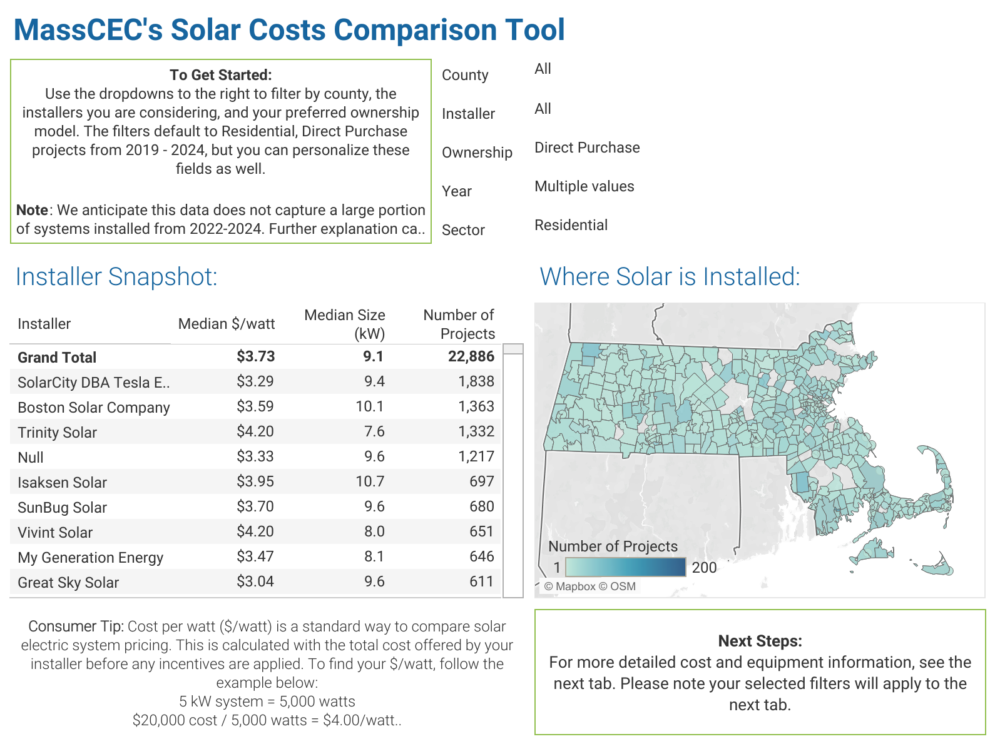 MassCEC's Solar Costs Comparison Tool
To Get Started:
Use the dropdowns to the right to filter by county, the
installers you are considering, and your preferred ownership
model. The filters default to Residential, Direct Purchase
projects from 2019 - 2024, but you can personalize these
fields as well.
Note: We anticipate this data does not capture a large portion
of systems installed from 2022-2024. Further explanation ca..
County All
Installer All
Ownership Direct Purchase
Year Multiple values
Sector Residential
Installer Snapshot:
Installer Median $/watt Median Size (kW) Number of Projects
Grand Total $3.73 9.1 22,886
SolarCity DBA Tesla E.. $3.29 9.4 1,838
Boston Solar Company $3.59 10.1 1,363
Trinity Solar $4.20 7.6 1,332
Null $3.33 9.6 1,217
Isaksen Solar $3.95 10.7 697
SunBug Solar $3.70 9.6 680
Vivint Solar $4.20 8.0 651
My Generation Energy $3.47 8.1 646
Great Sky Solar $3.04 9.6 611
Consumer Tip: Cost per watt ($/watt) is a standard way to compare solar
electric system pricing. This is calculated with the total cost offered by your
installer before any incentives are applied. To find your $/watt, follow the
example below:
5 kW system = 5,000 watts
$20,000 cost / 5,000 watts = $4.00/watt..
Where Solar is Installed:
Number of Projects
1 200
© Mapbox © OSM
Next Steps:
For more detailed cost and equipment information, see the
next tab. Please note your selected filters will apply to the
next tab.